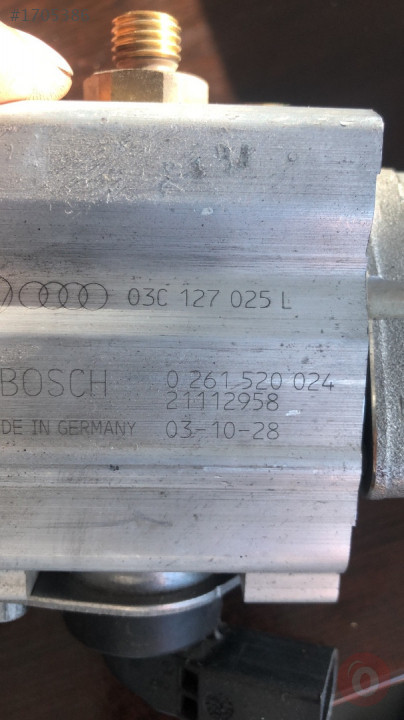 03C 127 025 L
BOSCH 0 261 520 024
21112958
DE IN GERMANY 03-10-28